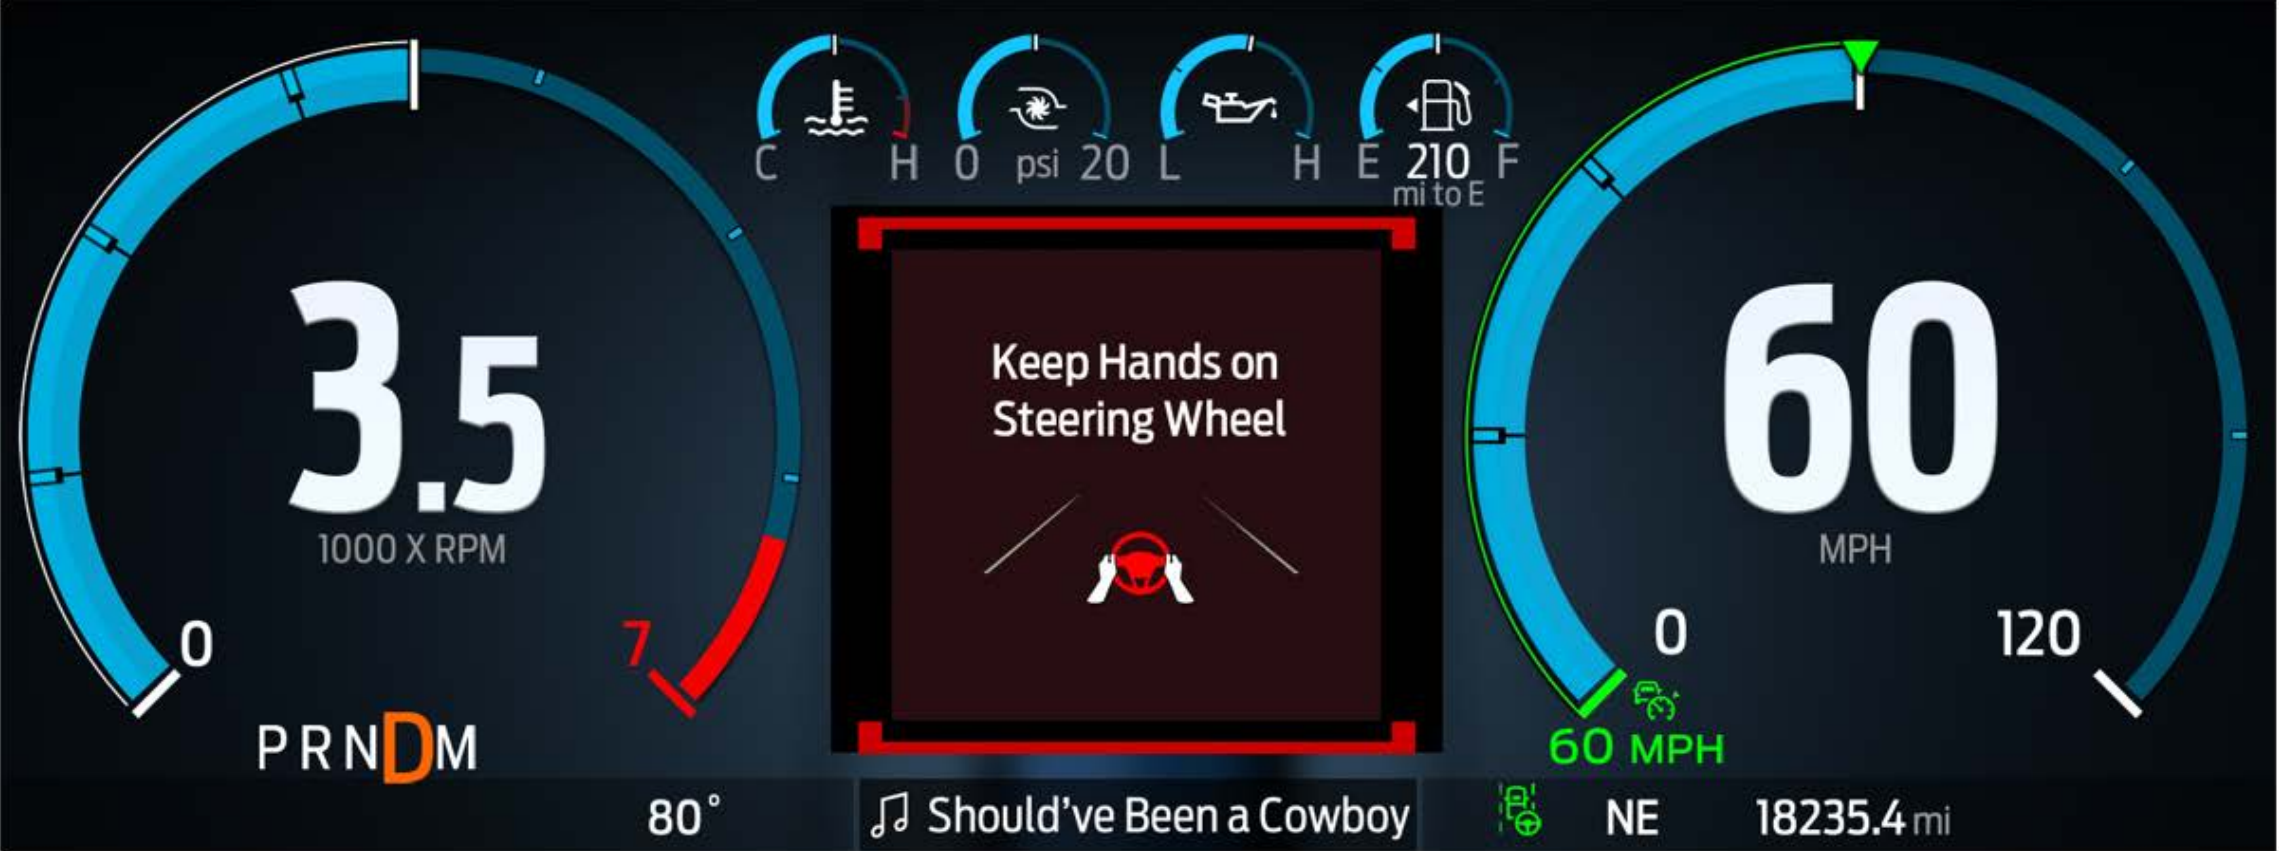 C H
0 psi 20
L H
E 210 F
mi to E
3.5
1000 X RPM
0
7
PRNDM
Keep Hands on
Steering Wheel
60
MPH
0
120
60 MPH
80°
Should've Been a Cowboy
NE
18235.4 mi